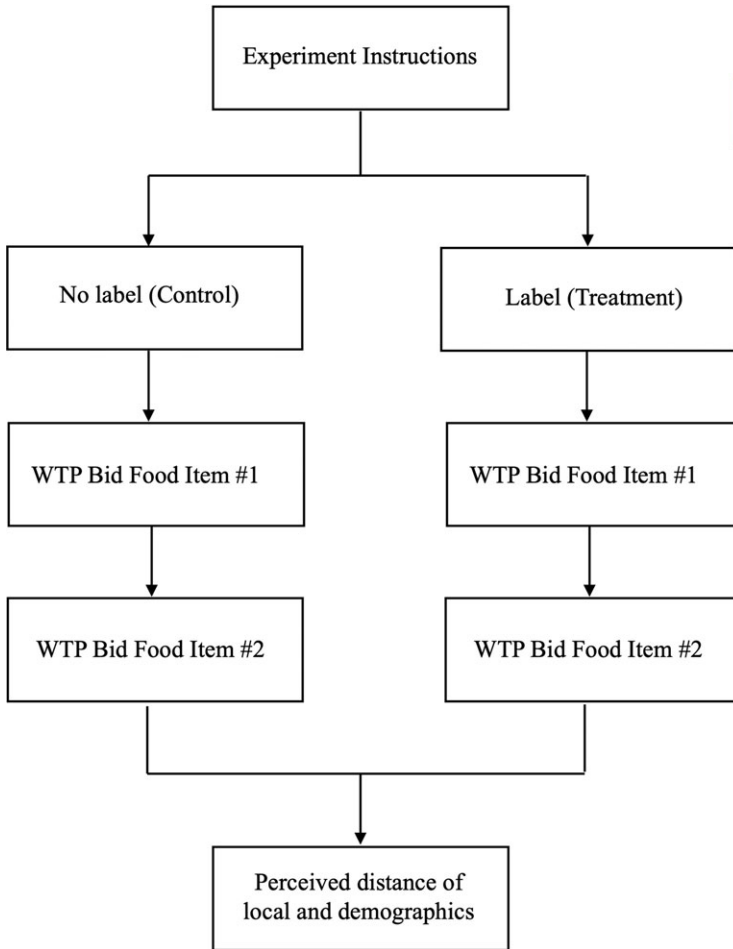 Experiment Instructions
No label (Control)
Label (Treatment)
WTP Bid Food Item #1
WTP Bid Food Item #1
WTP Bid Food Item #2
WTP Bid Food Item #2
Perceived distance of
local and demographics